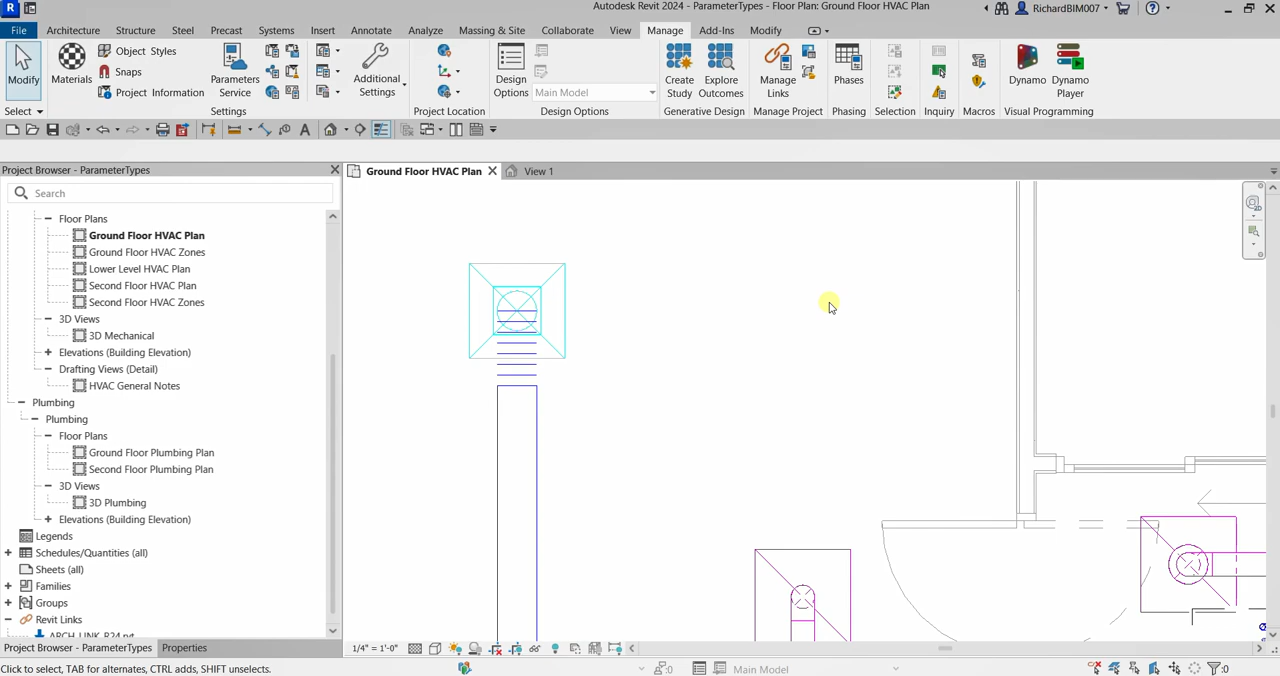 Autodesk Revit 2024 - ParameterTypes - Floor Plan: Ground Floor HVAC Plan
RichardBIM007
File
Architecture
Structure
Steel
Precast
Systems
Insert
Annotate
Analyze
Massing & Site
Collaborate
View
Manage
Add-Ins
Modify
Modify
Materials
Object Styles
Snaps
Project Information
Parameters
Service
Additional
Settings
Design
Options
Main Model
Create
Study
Explore
Outcomes
Manage
Links
Phases
Dynamo
Dynamo
Player
Select
Settings
Project Location
Design Options
Generative Design
Manage Project
Phasing
Selection
Inquiry
Macros
Visual Programming
Project Browser - ParameterTypes
Search
Floor Plans
Ground Floor HVAC Plan
Ground Floor HVAC Zones
Lower Level HVAC Plan
Second Floor HVAC Plan
Second Floor HVAC Zones
3D Views
3D Mechanical
Elevations (Building Elevation)
Drafting Views (Detail)
HVAC General Notes
Plumbing
Plumbing
Floor Plans
Ground Floor Plumbing Plan
Second Floor Plumbing Plan
3D Views
3D Plumbing
Elevations (Building Elevation)
Legends
Schedules/Quantities (all)
Sheets (all)
Families
Groups
Revit Links
ARCH_LINK_R24.rvt
Project Browser - ParameterTypes
Properties
Ground Floor HVAC Plan
View 1
1/4" = 1'-0"
Click to select, TAB for alternates, CTRL adds, SHIFT unselects.
:0
Main Model
:0